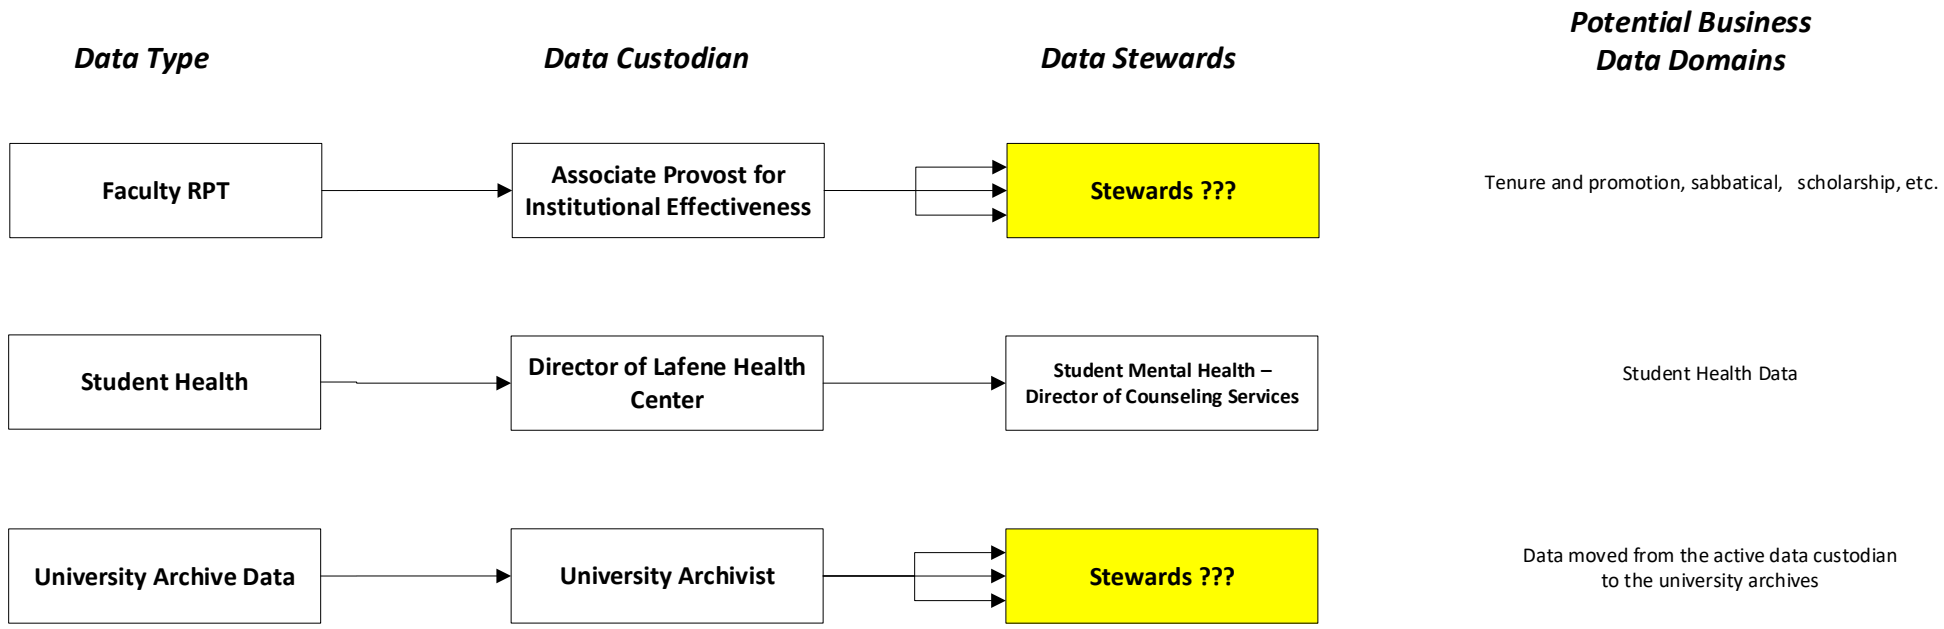 Data Type
Data Custodian
Data Stewards
Potential Business
Data Domains
Faculty RPT
Associate Provost for
Institutional Effectiveness
Stewards ???
Tenure and promotion, sabbatical, scholarship, etc.
Student Health
Director of Lafene Health
Center
Student Mental Health –
Director of Counseling Services
Student Health Data
University Archive Data
University Archivist
Stewards ???
Data moved from the active data custodian
to the university archives